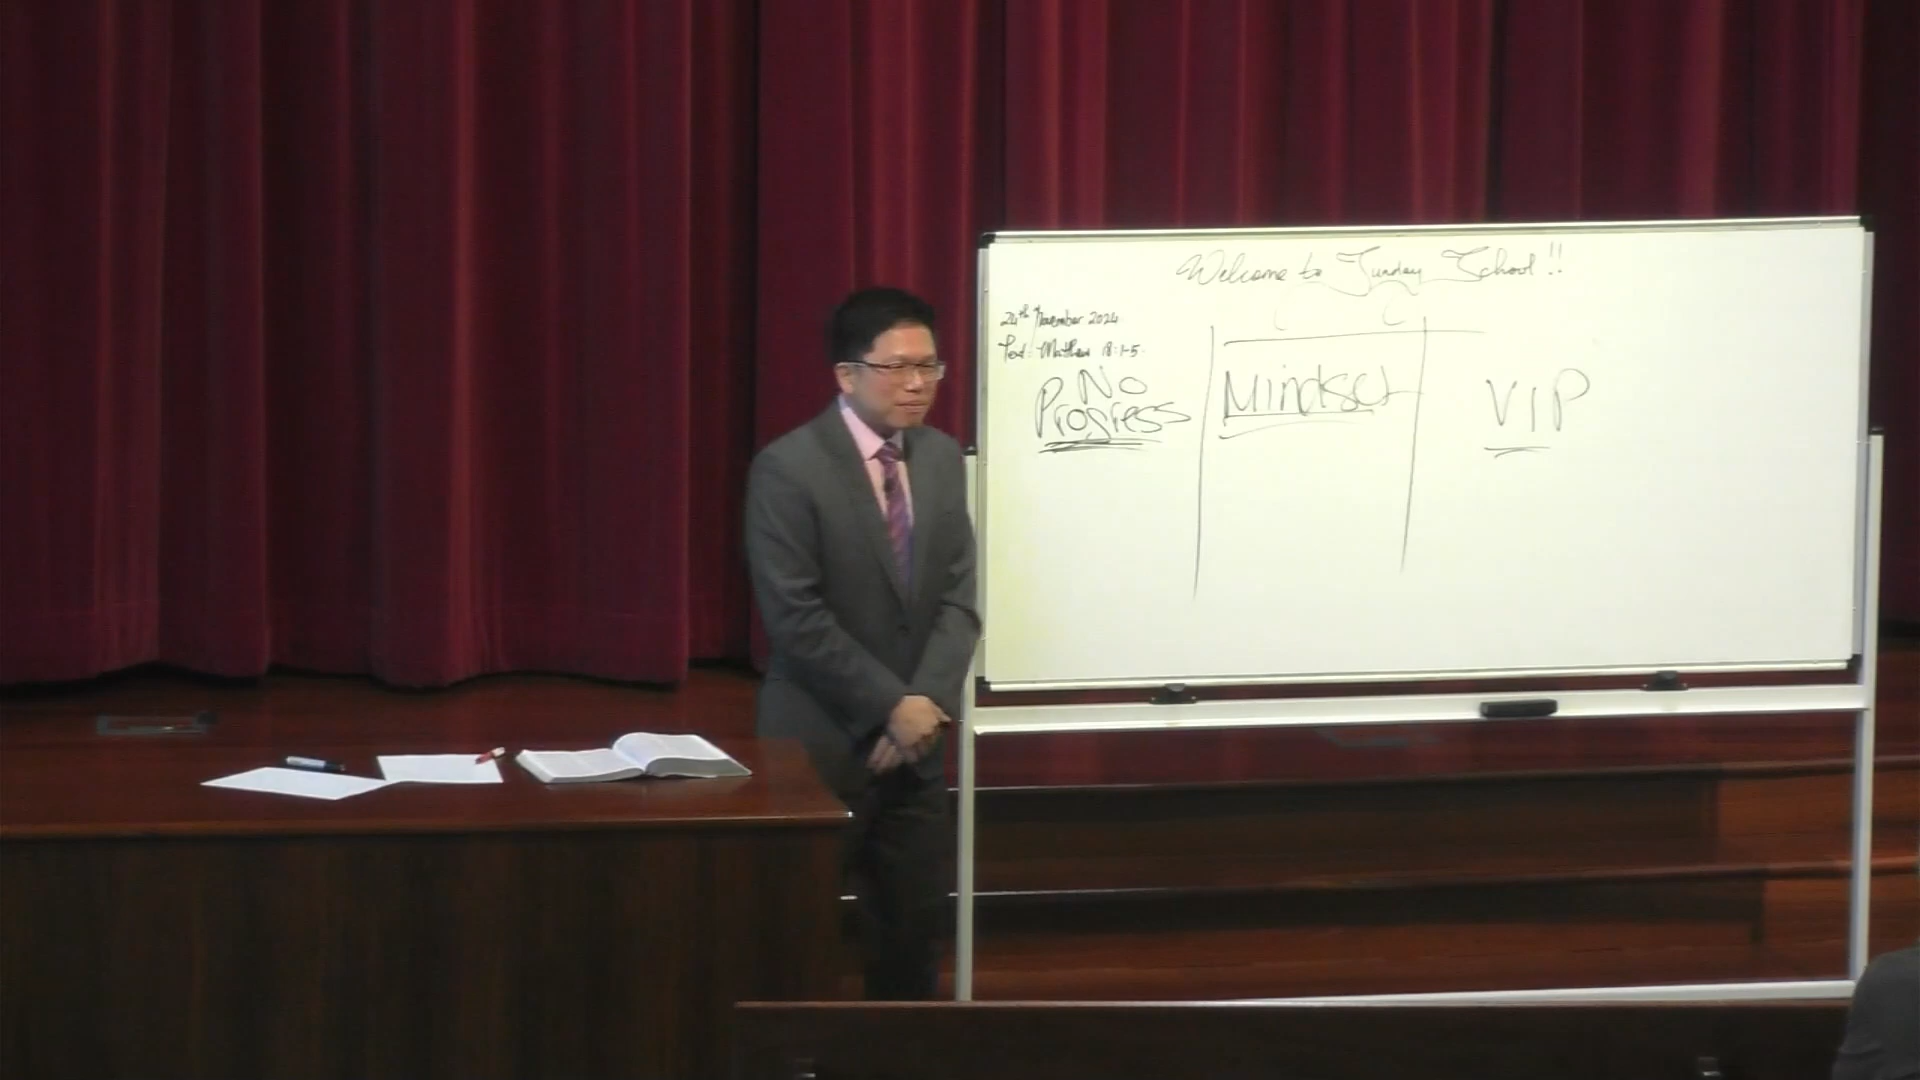 Welcome to Sunday School!!
24th November 2024
Text: Matthew 18:1-5
No
Progress
Mindset
VIP